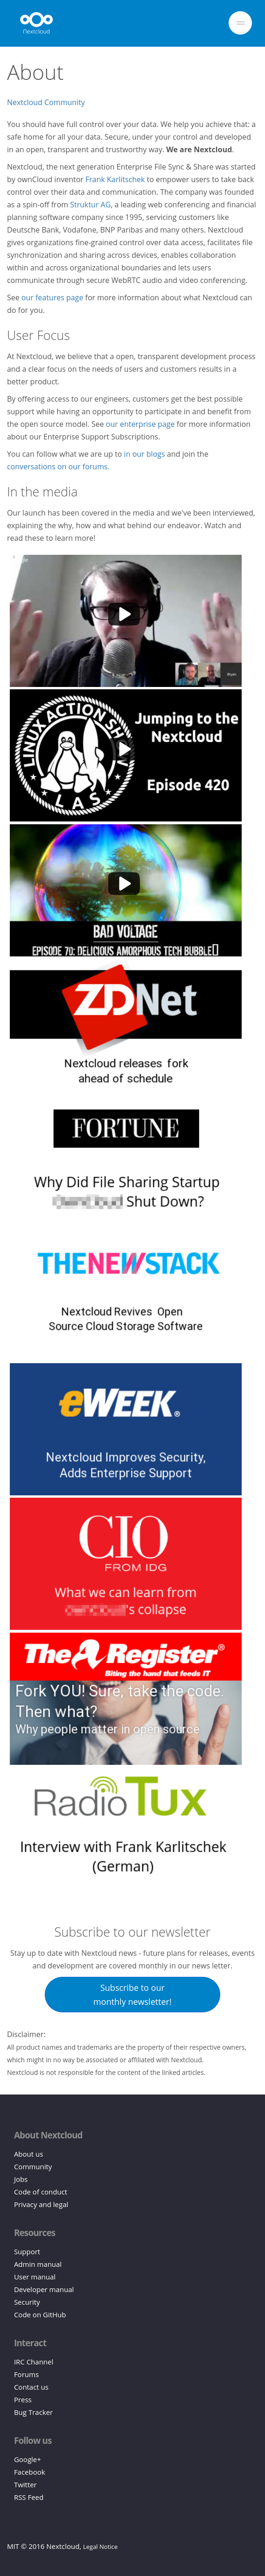 Nextcloud
About
Nextcloud Community
You should have full control over your data. We help you achieve that: a
safe home for all your data. Secure, under your control and developed
in an open, transparent and trustworthy way. We are Nextcloud.
Nextcloud, the next generation Enterprise File Sync & Share was started
by ownCloud inventor Frank Karlitschek to empower users to take back
control over their data and communication. The company was founded
as a spin-off from Struktur AG, a leading web conferencing and financial
planning software company since 1995, servicing customers like
Deutsche Bank, Vodafone, BNP Paribas and many others. Nextcloud
gives organizations fine-grained control over data access, facilitates file
synchronization and sharing across devices, enables collaboration
within and across organizational boundaries and lets users
communicate through secure WebRTC audio and video conferencing.
See our features page for more information about what Nextcloud can
do for you.
User Focus
At Nextcloud, we believe that a open, transparent development process
and a clear focus on the needs of users and customers results in a
better product.
By offering access to our engineers, customers get the best possible
support while having an opportunity to participate in and benefit from
the open source model. See our enterprise page for more information
about our Enterprise Support Subscriptions.
You can follow what we are up to in our blogs and join the
conversations on our forums.
In the media
Our launch has been covered in the media and we've been interviewed,
explaining the why, how and what behind our endeavor. Watch and
read these to learn more!
LINUX ACTION SHOW
LAS
Jumping to the
Nextcloud
Episode 420
BAD VOLTAGE
EPISODE 70: DELICIOUS AMORPHOUS TECH BUBBLE
ZDNet
Nextcloud releases fork
ahead of schedule
FORTUNE
Why Did File Sharing Startup
Shut Down?
THENEWSTACK
Nextcloud Revives Open
Source Cloud Storage Software
eWEEK®
Nextcloud Improves Security,
Adds Enterprise Support
CIO
FROM IDG
What we can learn from
's collapse
The Register®
Biting the hand that feeds IT
Fork YOU! Sure, take the code.
Then what?
Why people matter in open source
RadioTux
Interview with Frank Karlitschek
(German)
Subscribe to our newsletter
Stay up to date with Nextcloud news - future plans for releases, events
and development are covered monthly in our news letter.
Subscribe to our
monthly newsletter!
Disclaimer:
All product names and trademarks are the property of their respective owners,
which might in no way be associated or affiliated with Nextcloud.
Nextcloud is not responsible for the content of the linked articles.
About Nextcloud
About us
Community
Jobs
Code of conduct
Privacy and legal
Resources
Support
Admin manual
User manual
Developer manual
Security
Code on GitHub
Interact
IRC Channel
Forums
Contact us
Press
Bug Tracker
Follow us
Google+
Facebook
Twitter
RSS Feed
MIT © 2016 Nextcloud, Legal Notice